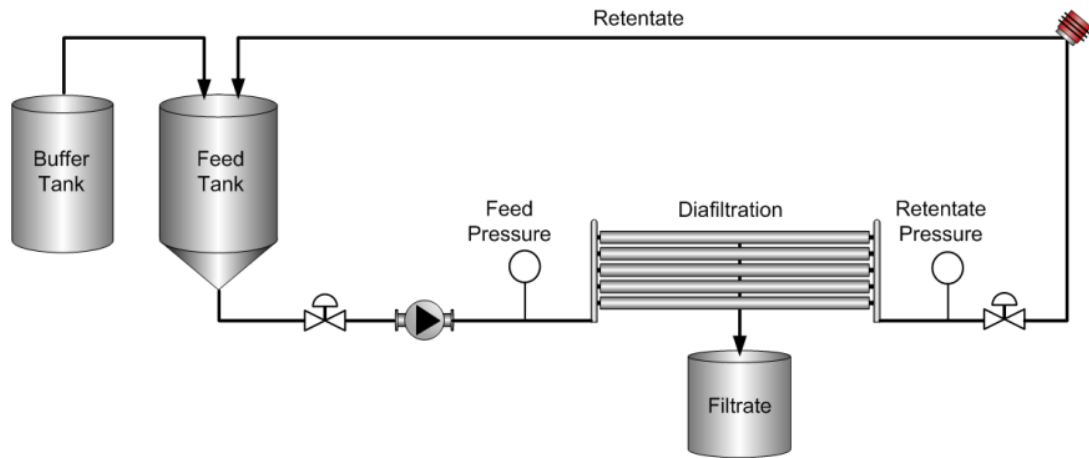 Retentate
Buffer
Tank
Feed
Tank
Feed
Pressure
Diafiltration
Retentate
Pressure
Filtrate